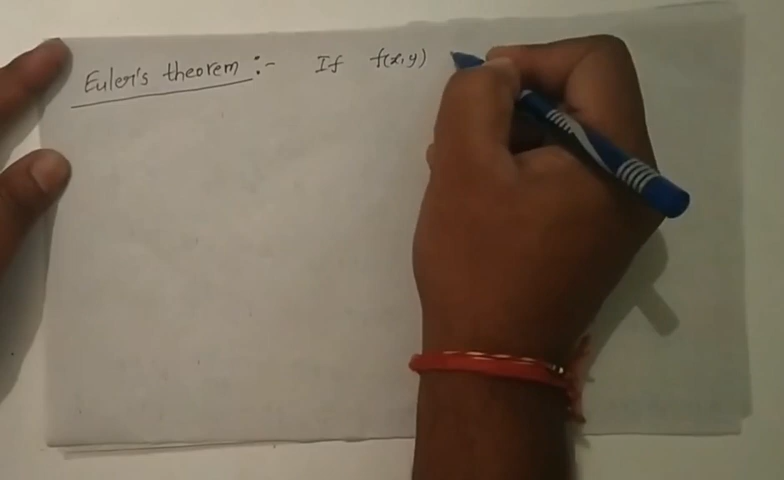 Euler's theorem :- If f(x,y)